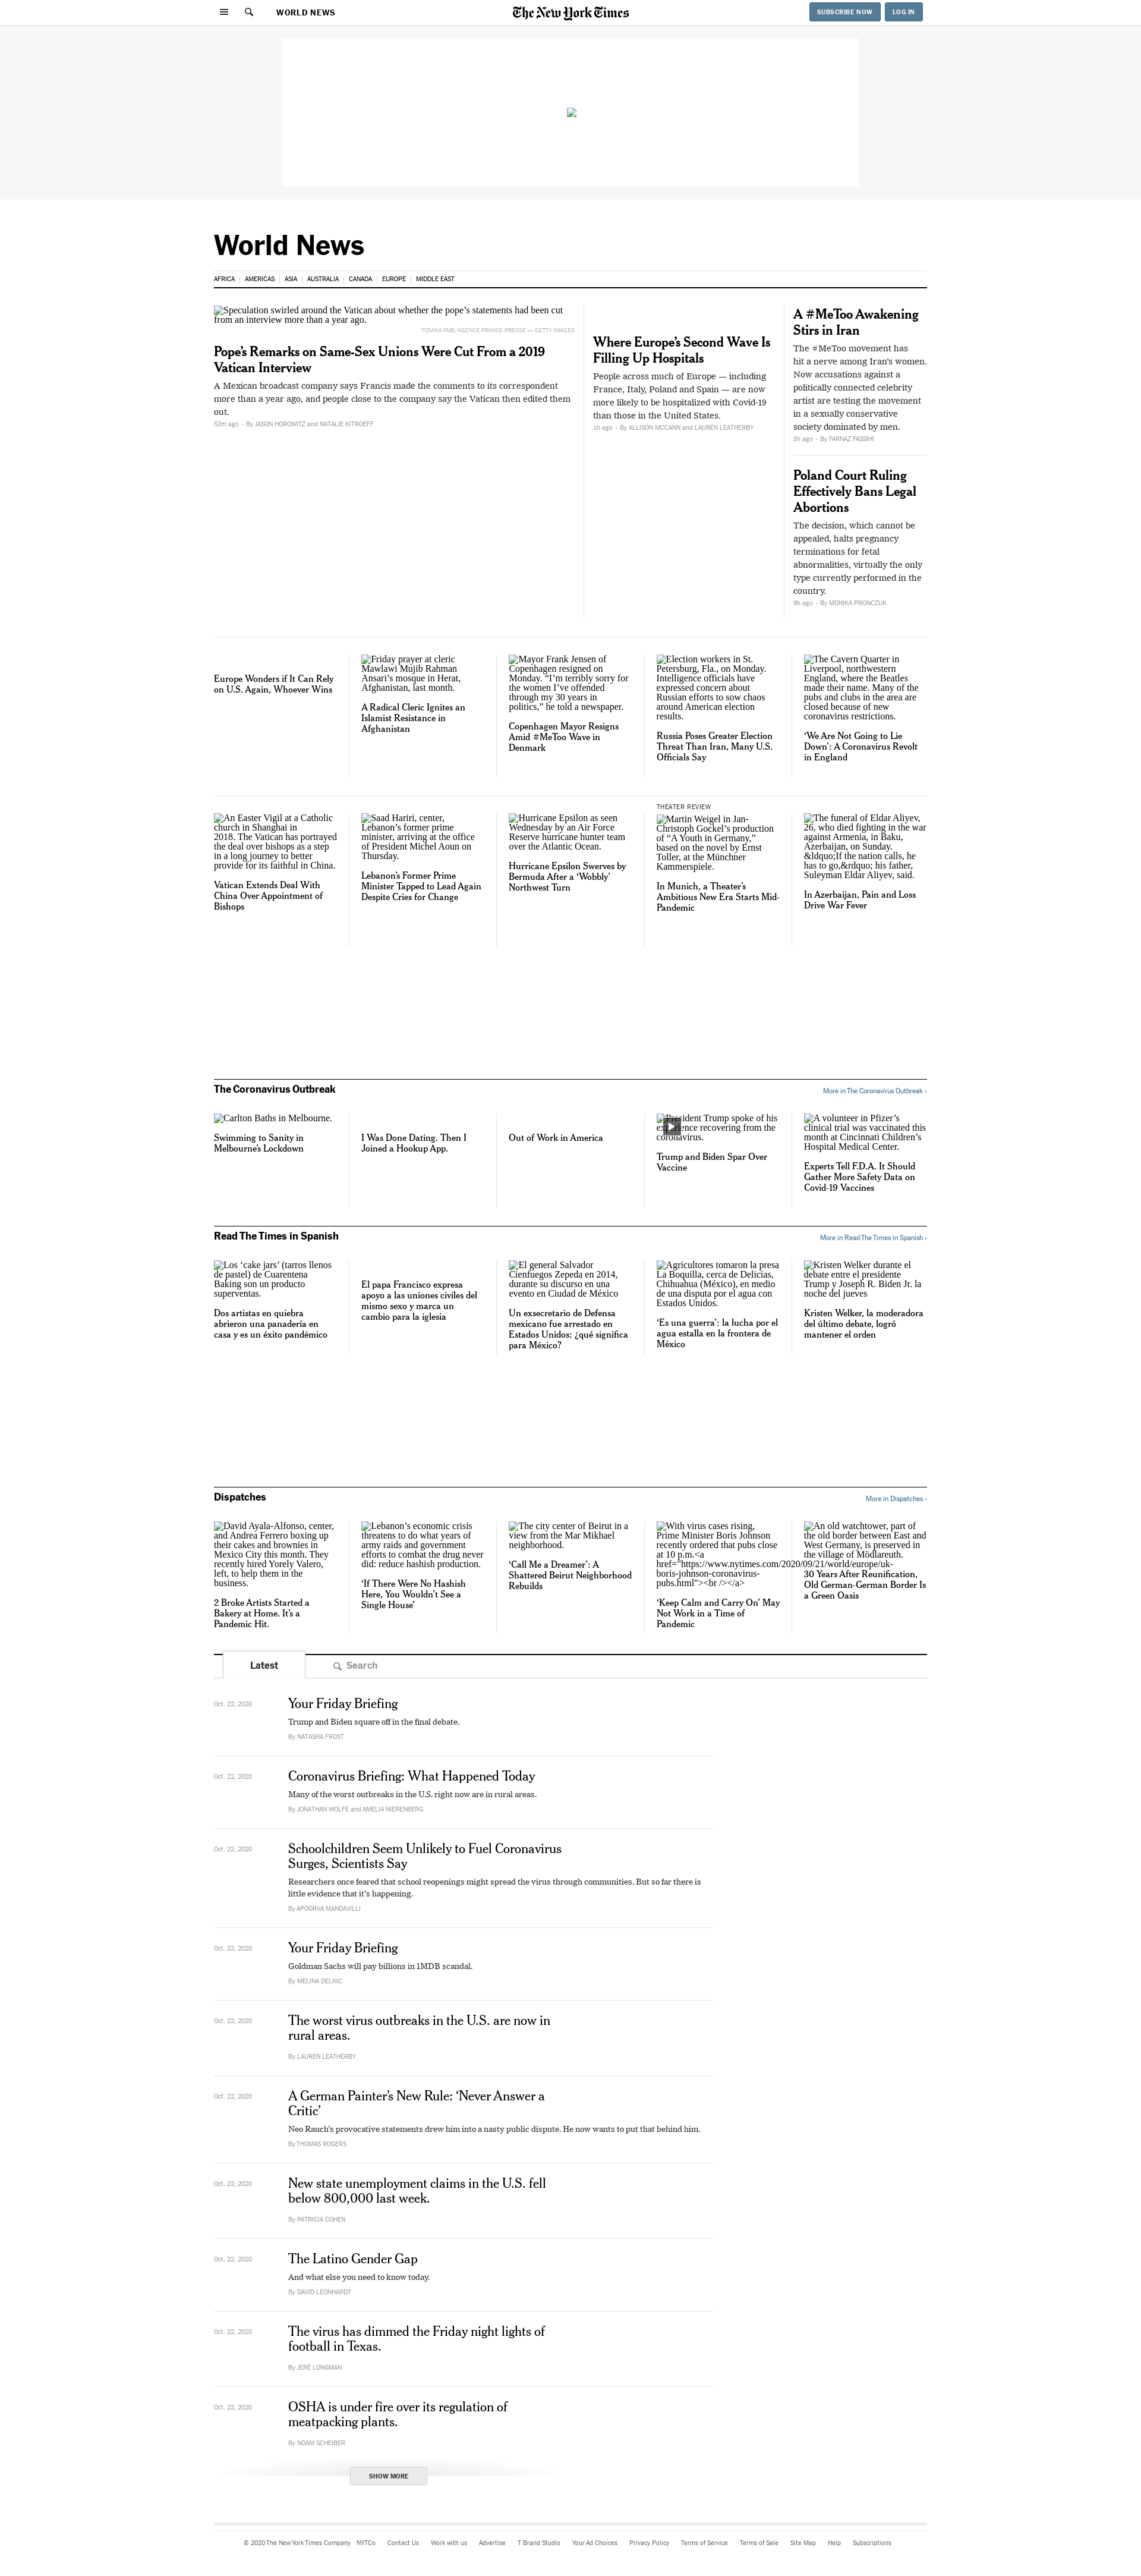 WORLD NEWS
The New York Times
SUBSCRIBE NOW
LOG IN
World News
AFRICA
AMERICAS
ASIA
AUSTRALIA
CANADA
EUROPE
MIDDLE EAST
Speculation swirled around the Vatican about whether the pope’s statements had been cut
from an interview more than a year ago.
TIZIANA FABI/AGENCE FRANCE-PRESSE — GETTY IMAGES
Pope’s Remarks on Same-Sex Unions Were Cut From a 2019
Vatican Interview
A Mexican broadcast company says Francis made the comments to its correspondent
more than a year ago, and people close to the company say the Vatican then edited them
out.
52m ago • By JASON HOROWITZ and NATALIE KITROEFF
Where Europe’s Second Wave Is
Filling Up Hospitals
People across much of Europe — including
France, Italy, Poland and Spain — are now
more likely to be hospitalized with Covid-19
than those in the United States.
1h ago • By ALLISON MCCANN and LAUREN LEATHERBY
A #MeToo Awakening
Stirs in Iran
The #MeToo movement has
hit a nerve among Iran’s women.
Now accusations against a
politically connected celebrity
artist are testing the movement
in a sexually conservative
society dominated by men.
5h ago • By FARNAZ FASSIHI
Poland Court Ruling
Effectively Bans Legal
Abortions
The decision, which cannot be
appealed, halts pregnancy
terminations for fetal
abnormalities, virtually the only
type currently performed in the
country.
9h ago • By MONIKA PRONCZUK
Europe Wonders if It Can Rely
on U.S. Again, Whoever Wins
Friday prayer at cleric
Mawlawi Mujib Rahman
Ansari’s mosque in Herat,
Afghanistan, last month.
A Radical Cleric Ignites an
Islamist Resistance in
Afghanistan
Mayor Frank Jensen of
Copenhagen resigned on
Monday. “I’m terribly sorry for
the women I’ve offended
through my 30 years in
politics,” he told a newspaper.
Copenhagen Mayor Resigns
Amid #MeToo Wave in
Denmark
Election workers in St.
Petersburg, Fla., on Monday.
Intelligence officials have
expressed concern about
Russian efforts to sow chaos
around American election
results.
Russia Poses Greater Election
Threat Than Iran, Many U.S.
Officials Say
The Cavern Quarter in
Liverpool, northwestern
England, where the Beatles
made their name. Many of the
pubs and clubs in the area are
closed because of new
coronavirus restrictions.
‘We Are Not Going to Lie
Down’: A Coronavirus Revolt
in England
An Easter Vigil at a Catholic
church in Shanghai in
2018. The Vatican has portrayed
the deal over bishops as a step
in a long journey to better
provide for its faithful in China.
Vatican Extends Deal With
China Over Appointment of
Bishops
Saad Hariri, center,
Lebanon’s former prime
minister, arriving at the office
of President Michel Aoun on
Thursday.
Lebanon’s Former Prime
Minister Tapped to Lead Again
Despite Cries for Change
Hurricane Epsilon as seen
Wednesday by an Air Force
Reserve hurricane hunter team
over the Atlantic Ocean.
Hurricane Epsilon Swerves by
Bermuda After a ‘Wobbly’
Northwest Turn
THEATER REVIEW
Martin Weigel in Jan-
Christoph Gockel’s production
of “A Youth in Germany,”
based on the novel by Ernst
Toller, at the Münchner
Kammerspiele.
In Munich, a Theater’s
Ambitious New Era Starts Mid-
Pandemic
The funeral of Eldar Aliyev,
26, who died fighting in the war
against Armenia, in Baku,
Azerbaijan, on Sunday.
&ldquo;If the nation calls, he
has to go,&rdquo; his father,
Suleyman Eldar Aliyev, said.
In Azerbaijan, Pain and Loss
Drive War Fever
The Coronavirus Outbreak
More in The Coronavirus Outbreak ›
Carlton Baths in Melbourne.
Swimming to Sanity in
Melbourne’s Lockdown
I Was Done Dating. Then I
Joined a Hookup App.
Out of Work in America
President Trump spoke of his
experience recovering from the
coronavirus.
Trump and Biden Spar Over
Vaccine
A volunteer in Pfizer’s
clinical trial was vaccinated this
month at Cincinnati Children’s
Hospital Medical Center.
Experts Tell F.D.A. It Should
Gather More Safety Data on
Covid-19 Vaccines
Read The Times in Spanish
More in Read The Times in Spanish ›
Los ‘cake jars’ (tarros llenos
de pastel) de Cuarentena
Baking son un producto
superventas.
Dos artistas en quiebra
abrieron una panadería en
casa y es un éxito pandémico
El papa Francisco expresa
apoyo a las uniones civiles del
mismo sexo y marca un
cambio para la iglesia
El general Salvador
Cienfuegos Zepeda en 2014,
durante su discurso en una
evento en Ciudad de México
Un exsecretario de Defensa
mexicano fue arrestado en
Estados Unidos: ¿qué significa
para México?
Agricultores tomaron la presa
La Boquilla, cerca de Delicias,
Chihuahua (México), en medio
de una disputa por el agua con
Estados Unidos.
‘Es una guerra’: la lucha por el
agua estalla en la frontera de
México
Kristen Welker durante el
debate entre el presidente
Trump y Joseph R. Biden Jr. la
noche del jueves
Kristen Welker, la moderadora
del último debate, logró
mantener el orden
Dispatches
More in Dispatches ›
David Ayala-Alfonso, center,
and Andrea Ferrero boxing up
their cakes and brownies in
Mexico City this month. They
recently hired Yorely Valero,
left, to help them in the
business.
2 Broke Artists Started a
Bakery at Home. It’s a
Pandemic Hit.
Lebanon’s economic crisis
threatens to do what years of
army raids and government
efforts to combat the drug never
did: reduce hashish production.
‘If There Were No Hashish
Here, You Wouldn’t See a
Single House’
The city center of Beirut in a
view from the Mar Mikhael
neighborhood.
‘Call Me a Dreamer’: A
Shattered Beirut Neighborhood
Rebuilds
With virus cases rising,
Prime Minister Boris Johnson
recently ordered that pubs close
at 10 p.m.<a
href="https://www.nytimes.com/2020/09/21/world/europe/uk-
boris-johnson-coronavirus-
pubs.html"><br /></a>
‘Keep Calm and Carry On’ May
Not Work in a Time of
Pandemic
An old watchtower, part of
the old border between East and
West Germany, is preserved in
the village of Mödlareuth.
30 Years After Reunification,
Old German-German Border Is
a Green Oasis
Latest
Search
Oct. 22, 2020
Your Friday Briefing
Trump and Biden square off in the final debate.
By NATASHA FROST
Oct. 22, 2020
Coronavirus Briefing: What Happened Today
Many of the worst outbreaks in the U.S. right now are in rural areas.
By JONATHAN WOLFE and AMELIA NIERENBERG
Oct. 22, 2020
Schoolchildren Seem Unlikely to Fuel Coronavirus
Surges, Scientists Say
Researchers once feared that school reopenings might spread the virus through communities. But so far there is
little evidence that it’s happening.
By APOORVA MANDAVILLI
Oct. 22, 2020
Your Friday Briefing
Goldman Sachs will pay billions in 1MDB scandal.
By MELINA DELKIC
Oct. 22, 2020
The worst virus outbreaks in the U.S. are now in
rural areas.
By LAUREN LEATHERBY
Oct. 22, 2020
A German Painter’s New Rule: ‘Never Answer a
Critic’
Neo Rauch’s provocative statements drew him into a nasty public dispute. He now wants to put that behind him.
By THOMAS ROGERS
Oct. 22, 2020
New state unemployment claims in the U.S. fell
below 800,000 last week.
By PATRICIA COHEN
Oct. 22, 2020
The Latino Gender Gap
And what else you need to know today.
By DAVID LEONHARDT
Oct. 22, 2020
The virus has dimmed the Friday night lights of
football in Texas.
By JERÉ LONGMAN
Oct. 22, 2020
OSHA is under fire over its regulation of
meatpacking plants.
By NOAM SCHEIBER
SHOW MORE
© 2020 The New York Times Company
NYTCo
Contact Us
Work with us
Advertise
T Brand Studio
Your Ad Choices
Privacy Policy
Terms of Service
Terms of Sale
Site Map
Help
Subscriptions